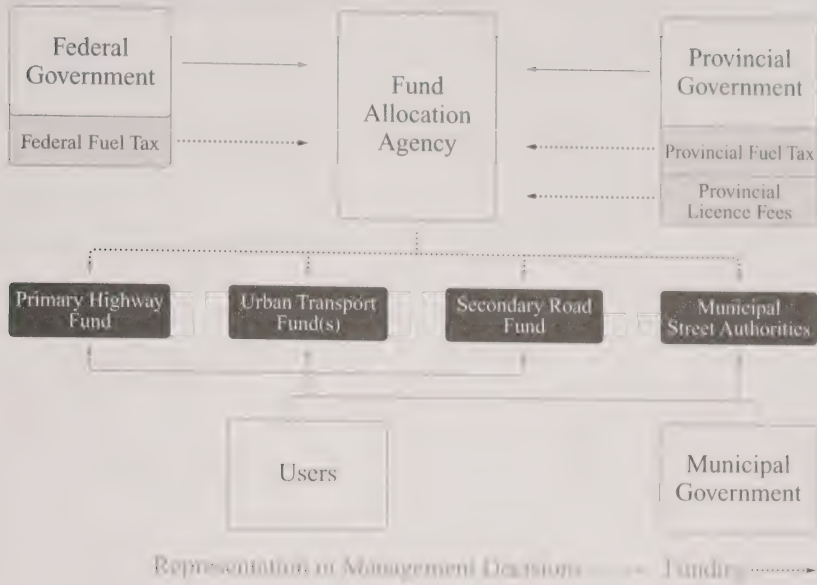 Federal
Government
Federal Fuel Tax
Fund
Allocation
Agency
Provincial
Government
Provincial Fuel Tax
Provincial
Licence Fees
Primary Highway
Fund
Urban Transport
Fund(s)
Secondary Road
Fund
Municipal
Street Authorities
Users
Municipal
Government
Representation in Management Decisions
Funding